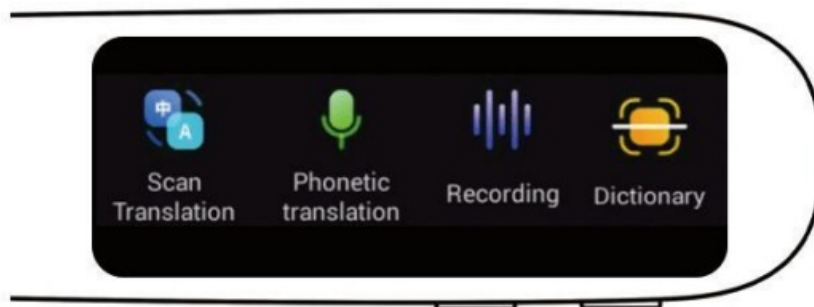 中
A
Scan
Translation
Phonetic
translation
Recording
Dictionary